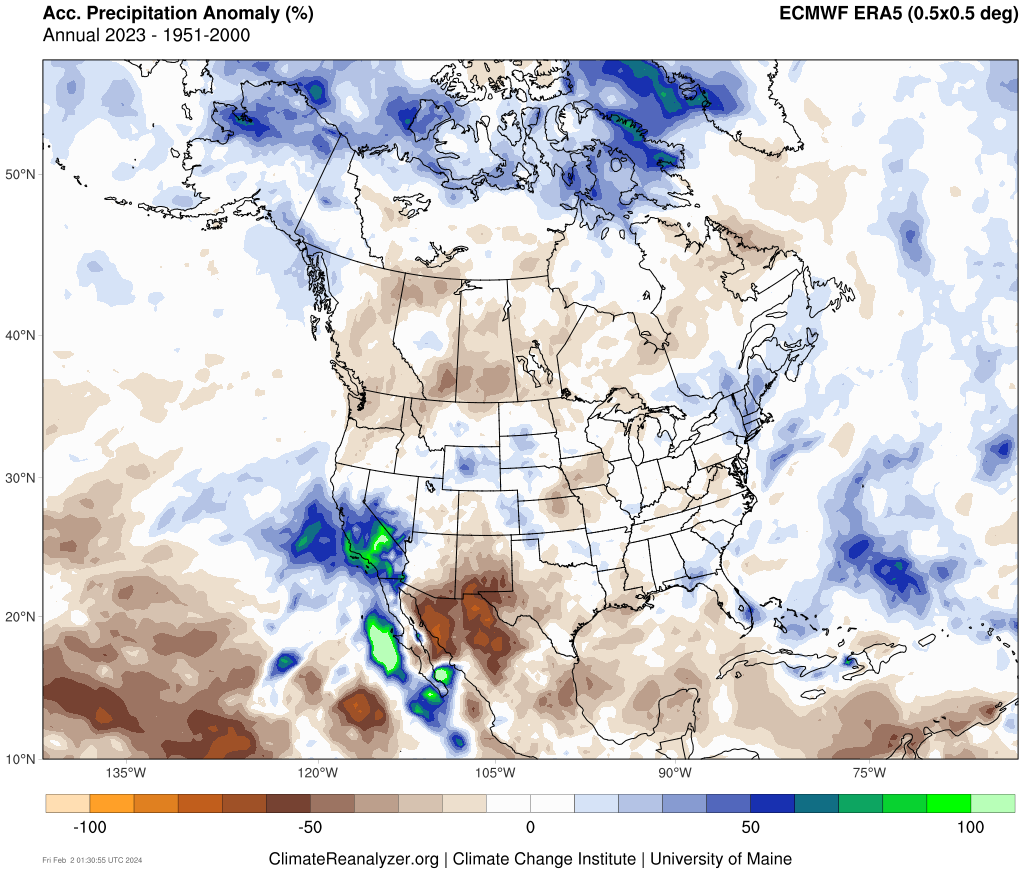 Acc. Precipitation Anomaly (%)
ECMWF ERA5 (0.5x0.5 deg)
Annual 2023 - 1951-2000
50°N
40°N
30°N
20°N
10°N
135°W
120°W
105°W
90°W
75°W
-100
-50
0
50
100
Fri Feb 2 01:30:55 UTC 2024
ClimateReanalyzer.org | Climate Change Institute | University of Maine